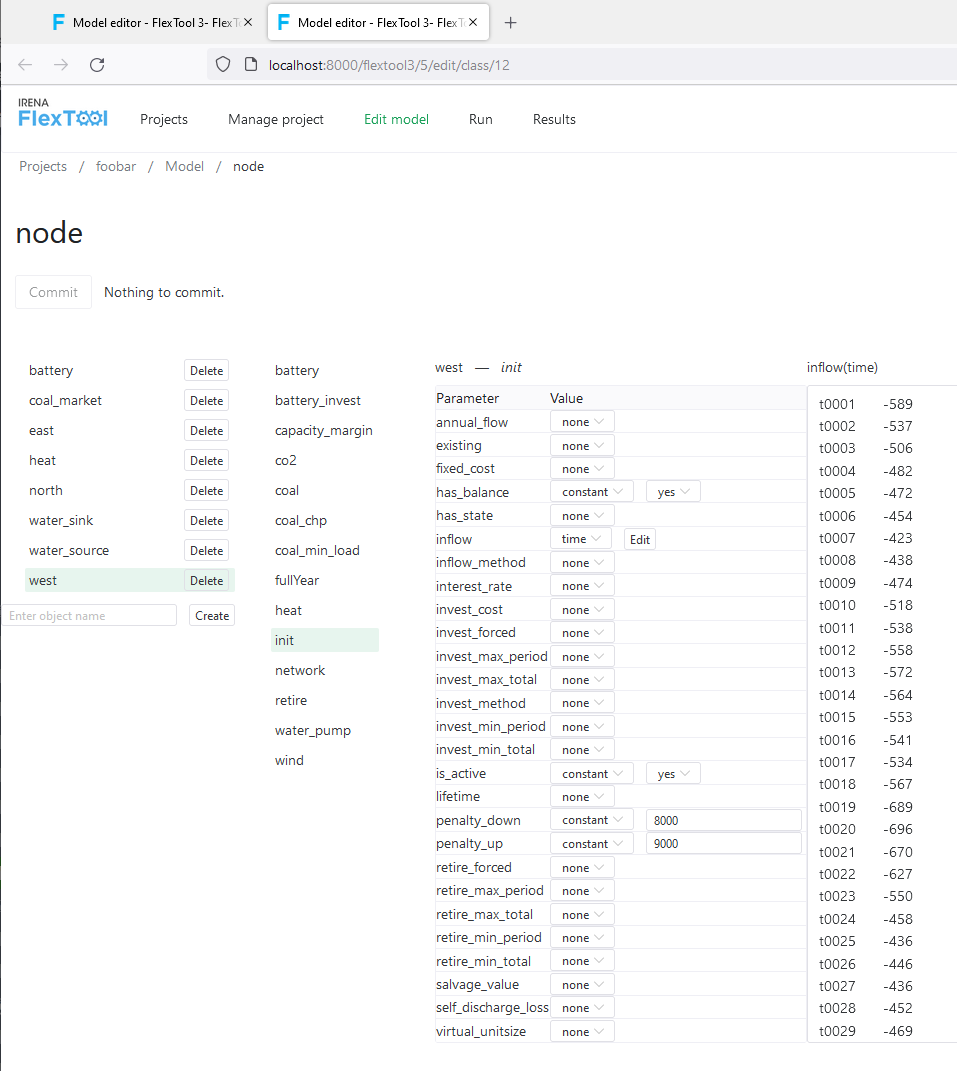 Model editor - FlexTool 3- FlexT
Model editor - FlexTool 3- FlexT
localhost:8000/flextool3/5/edit/class/12
IRENA
FlexTool
Projects Manage project Edit model Run Results
Projects / foobar / Model / node
node
Commit Nothing to commit.
battery Delete
coal_market Delete
east Delete
heat Delete
north Delete
water_sink Delete
water_source Delete
west Delete
Enter object name Create
battery
battery_invest
capacity_margin
co2
coal
coal_chp
coal_min_load
fullYear
heat
init
network
retire
water_pump
wind
west — init
Parameter Value
annual_flow none
existing none
fixed_cost none
has_balance constant yes
has_state none
inflow time Edit
inflow_method none
interest_rate none
invest_cost none
invest_forced none
invest_max_period none
invest_max_total none
invest_method none
invest_min_period none
invest_min_total none
is_active constant yes
lifetime none
penalty_down constant 8000
penalty_up constant 9000
retire_forced none
retire_max_period none
retire_max_total none
retire_min_period none
retire_min_total none
salvage_value none
self_discharge_loss none
virtual_unitsize none
inflow(time)
t0001 -589
t0002 -537
t0003 -506
t0004 -482
t0005 -472
t0006 -454
t0007 -423
t0008 -438
t0009 -474
t0010 -518
t0011 -538
t0012 -558
t0013 -572
t0014 -564
t0015 -553
t0016 -541
t0017 -534
t0018 -567
t0019 -689
t0020 -696
t0021 -670
t0022 -627
t0023 -550
t0024 -458
t0025 -436
t0026 -446
t0027 -436
t0028 -452
t0029 -469